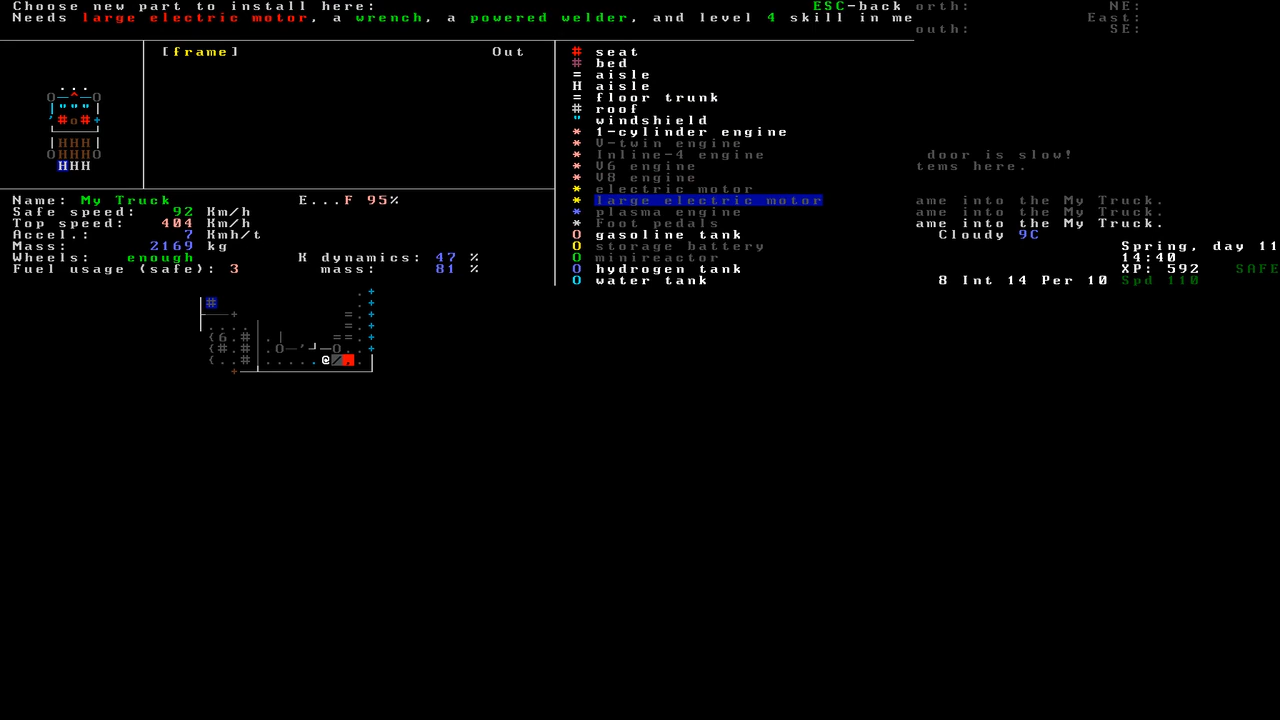 Choose new part to install here: ESC-back orth: NE:
Needs large electric motor, a wrench, a powered welder, and level 4 skill in me East:
outh: SE:
[frame] Out
# seat
# bed
= aisle
H aisle
= floor trunk
# roof
" windshield
* 1-cylinder engine
* V-twin engine
* Inline-4 engine
* V6 engine
* V8 engine
* electric motor
* large electric motor
* plasma engine
* Foot pedals
O gasoline tank
O storage battery
O minireactor
O hydrogen tank
O water tank
door is slow!
tems here.
Name: My Truck E...F 95%
Safe speed: 92 Km/h
Top speed: 404 Km/h
Accel.: 7 Kmh/t
Mass: 2169 kg
Wheels: enough K dynamics: 47 %
Fuel usage (safe): 3 mass: 81 %
ame into the My Truck.
ame into the My Truck.
ame into the My Truck.
Cloudy 9C
Spring, day 11
14:40
XP: 592 SAFE
8 Int 14 Per 10 Spd 110